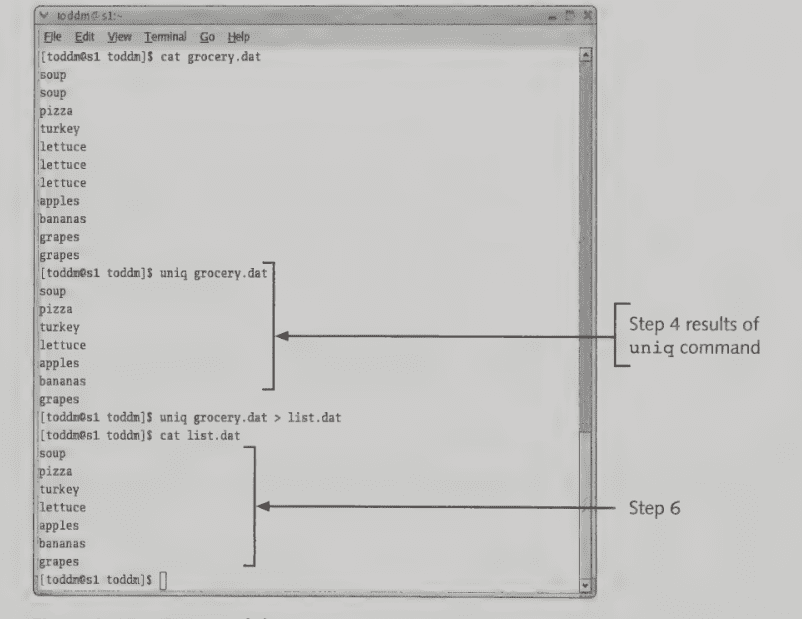 toddm@s1:~
File Edit View Terminal Go Help
[toddm@s1 toddm]$ cat grocery.dat
soup
soup
pizza
turkey
lettuce
lettuce
lettuce
apples
bananas
grapes
grapes
[toddm@s1 toddm]$ uniq grocery.dat
soup
pizza
turkey
lettuce
apples
bananas
grapes
[toddm@s1 toddm]$ uniq grocery.dat > list.dat
[toddm@s1 toddm]$ cat list.dat
soup
pizza
turkey
lettuce
apples
bananas
grapes
[toddm@s1 toddm]$
Step 4 results of
uniq command
Step 6